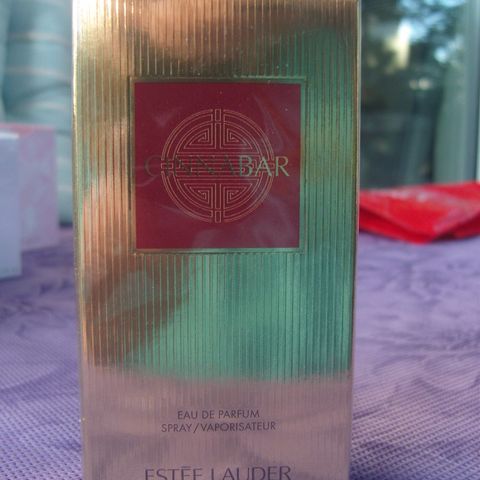 CINNABAR
EAU DE PARFUM
SPRAY/VAPORISATEUR
ESTĒE LAUDER